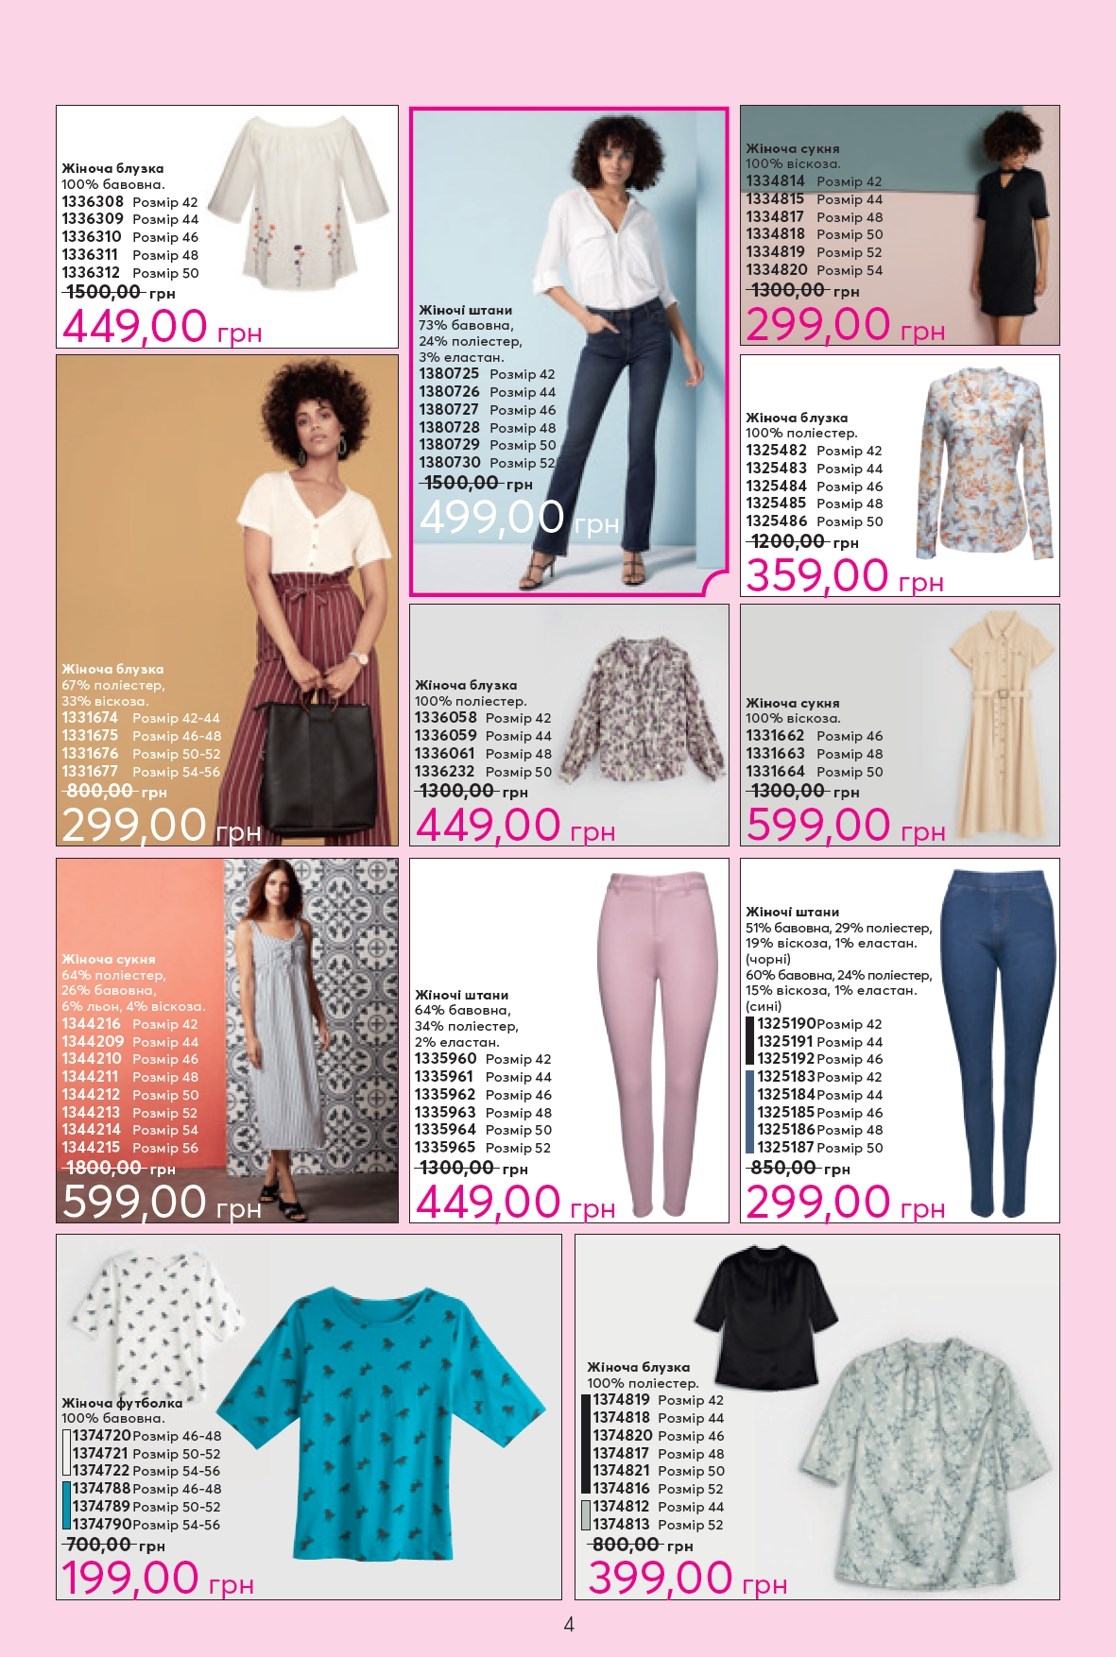 Жіноча блузка
100% бавовна.
1336308 Розмір 42
1336309 Розмір 44
1336310 Розмір 46
1336311 Розмір 48
1336312 Розмір 50
1500,00 грн
449,00 грн
Жіночі штани
73% бавовна,
24% поліестер,
3% еластан.
1380725 Розмір 42
1380726 Розмір 44
1380727 Розмір 46
1380728 Розмір 48
1380729 Розмір 50
1380730 Розмір 52
1500,00 грн
499,00 грн
Жіноча сукня
100% віскоза.
1334814 Розмір 42
1334815 Розмір 44
1334817 Розмір 48
1334818 Розмір 50
1334819 Розмір 52
1334820 Розмір 54
1300,00 грн
299,00 грн
Жіноча блузка
100% поліестер.
1325482 Розмір 42
1325483 Розмір 44
1325484 Розмір 46
1325485 Розмір 48
1325486 Розмір 50
1200,00 грн
359,00 грн
Жіноча блузка
67% поліестер,
33% віскоза.
1331674 Розмір 42-44
1331675 Розмір 46-48
1331676 Розмір 50-52
1331677 Розмір 54-56
800,00 грн
299,00 грн
Жіноча блузка
100% поліестер.
1336058 Розмір 42
1336059 Розмір 44
1336061 Розмір 48
1336232 Розмір 50
1300,00 грн
449,00 грн
Жіноча сукня
100% віскоза.
1331662 Розмір 46
1331663 Розмір 48
1331664 Розмір 50
1300,00 грн
599,00 грн
Жіноча сукня
64% поліестер,
26% бавовна,
6% льон, 4% віскоза.
1344216 Розмір 42
1344209 Розмір 44
1344210 Розмір 46
1344211 Розмір 48
1344212 Розмір 50
1344213 Розмір 52
1344214 Розмір 54
1344215 Розмір 56
1800,00 грн
599,00 грн
Жіночі штани
64% бавовна,
34% поліестер,
2% еластан.
1335960 Розмір 42
1335961 Розмір 44
1335962 Розмір 46
1335963 Розмір 48
1335964 Розмір 50
1335965 Розмір 52
1300,00 грн
449,00 грн
Жіночі штани
51% бавовна, 29% поліестер,
19% віскоза, 1% еластан.
(чорні)
60% бавовна, 24% поліестер,
15% віскоза, 1% еластан.
(сині)
1325190 Розмір 42
1325191 Розмір 44
1325192 Розмір 46
1325183 Розмір 42
1325184 Розмір 44
1325185 Розмір 46
1325186 Розмір 48
1325187 Розмір 50
850,00 грн
299,00 грн
Жіноча футболка
100% бавовна.
1374720 Розмір 46-48
1374721 Розмір 50-52
1374722 Розмір 54-56
1374788 Розмір 46-48
1374789 Розмір 50-52
1374790 Розмір 54-56
700,00 грн
199,00 грн
Жіноча блузка
100% поліестер.
1374819 Розмір 42
1374818 Розмір 44
1374820 Розмір 46
1374817 Розмір 48
1374821 Розмір 50
1374816 Розмір 52
1374812 Розмір 44
1374813 Розмір 52
800,00 грн
399,00 грн
4